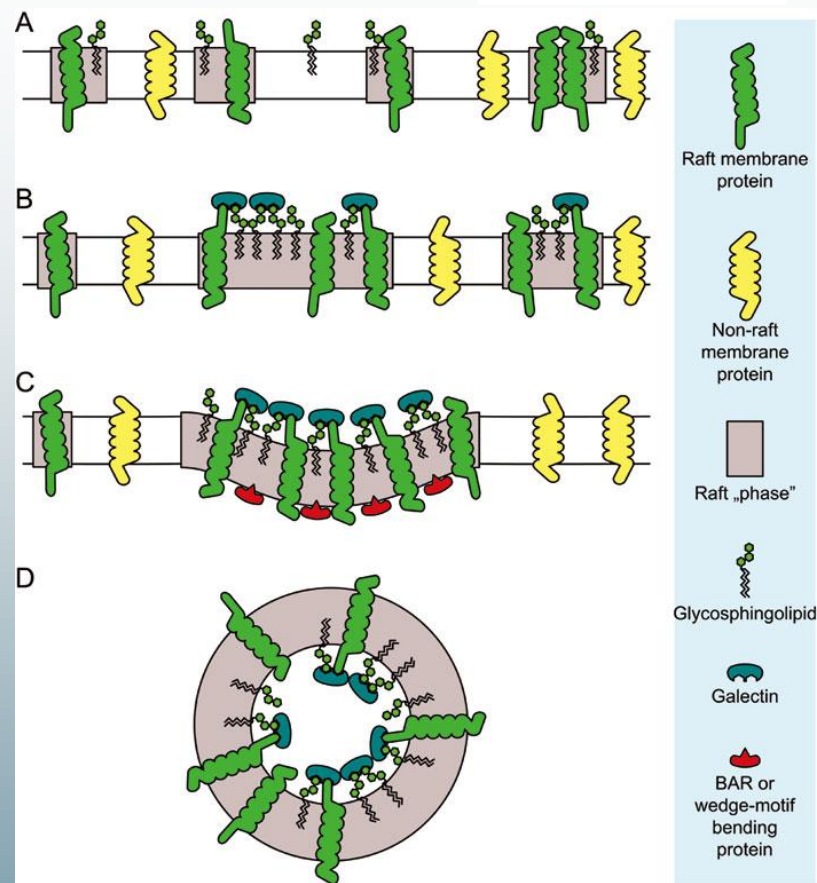 A
B
C
D
Raft membrane
protein
Non-raft
membrane
protein
Raft „phase”
Glycosphingolipid
Galectin
BAR or
wedge-motif
bending
protein